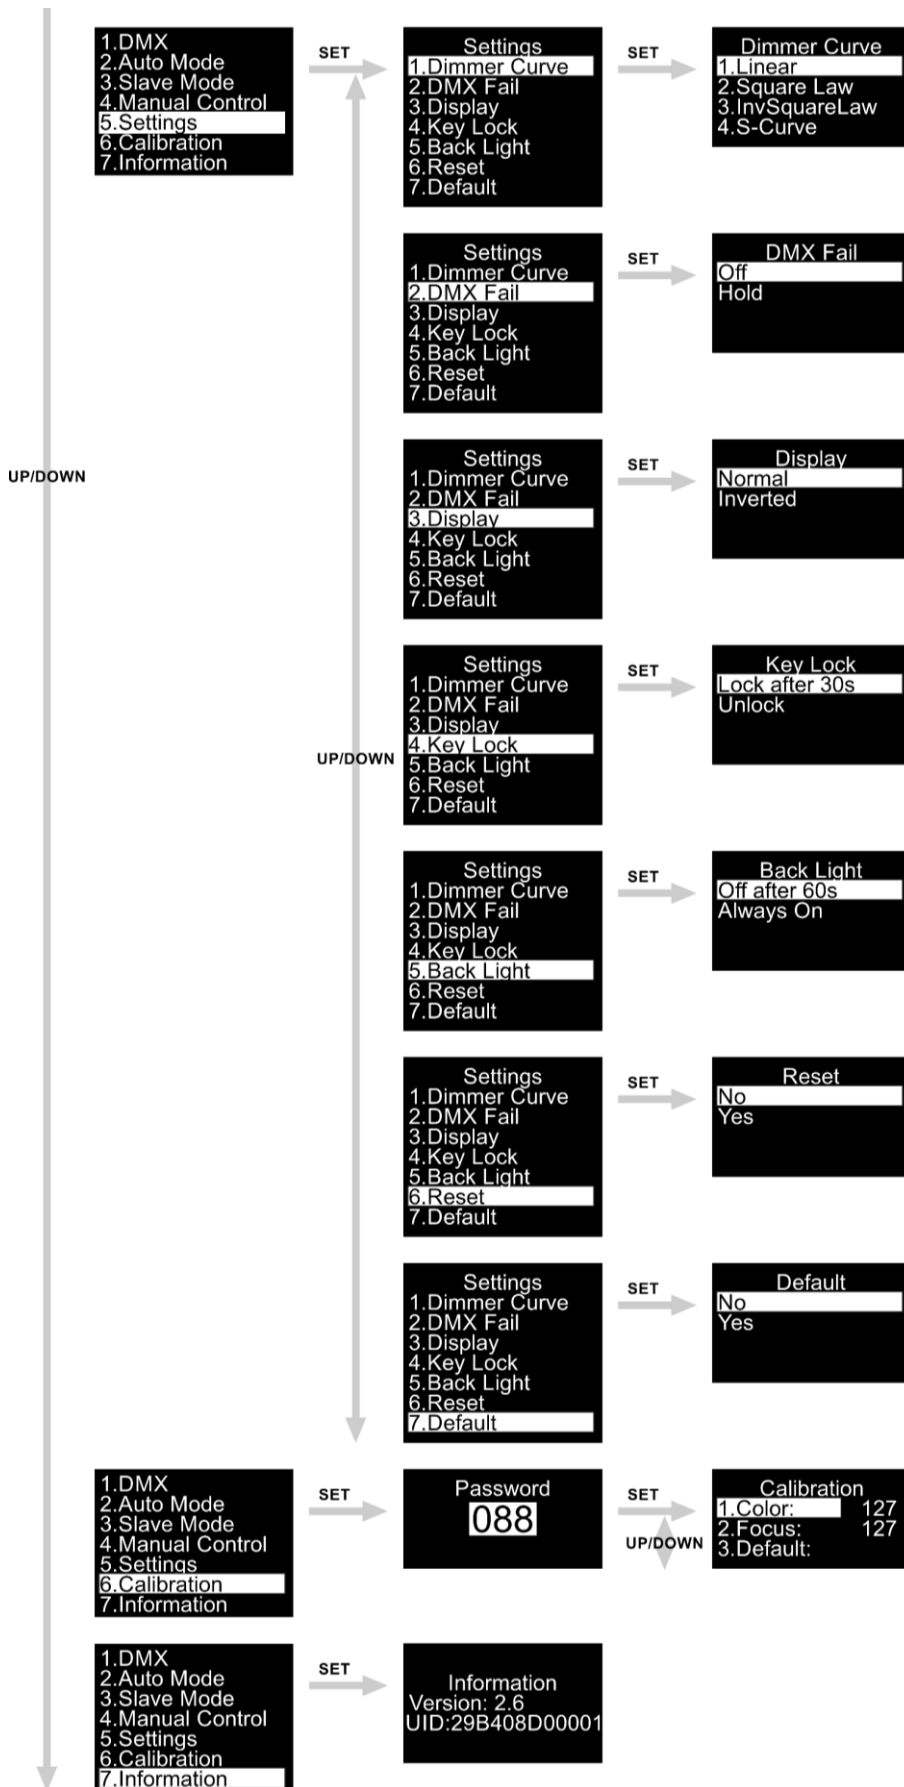 1.DMX
2.Auto Mode
3.Slave Mode
4.Manual Control
5.Settings
6.Calibration
7.Information
SET
Settings
1.Dimmer Curve
2.DMX Fail
3.Display
4.Key Lock
5.Back Light
6.Reset
7.Default
SET
Dimmer Curve
1.Linear
2.Square Law
3.InvSquareLaw
4.S-Curve
Settings
1.Dimmer Curve
2.DMX Fail
3.Display
4.Key Lock
5.Back Light
6.Reset
7.Default
SET
DMX Fail
Off
Hold
UP/DOWN
Settings
1.Dimmer Curve
2.DMX Fail
3.Display
4.Key Lock
5.Back Light
6.Reset
7.Default
SET
Display
Normal
Inverted
UP/DOWN
Settings
1.Dimmer Curve
2.DMX Fail
3.Display
4.Key Lock
5.Back Light
6.Reset
7.Default
SET
Key Lock
Lock after 30s
Unlock
Settings
1.Dimmer Curve
2.DMX Fail
3.Display
4.Key Lock
5.Back Light
6.Reset
7.Default
SET
Back Light
Off after 60s
Always On
Settings
1.Dimmer Curve
2.DMX Fail
3.Display
4.Key Lock
5.Back Light
6.Reset
7.Default
SET
Reset
No
Yes
Settings
1.Dimmer Curve
2.DMX Fail
3.Display
4.Key Lock
5.Back Light
6.Reset
7.Default
SET
Default
No
Yes
1.DMX
2.Auto Mode
3.Slave Mode
4.Manual Control
5.Settings
6.Calibration
7.Information
SET
Password
088
SET
UP/DOWN
Calibration
1.Color: 127
2.Focus: 127
3.Default:
1.DMX
2.Auto Mode
3.Slave Mode
4.Manual Control
5.Settings
6.Calibration
7.Information
SET
Information
Version: 2.6
UID:29B408D00001